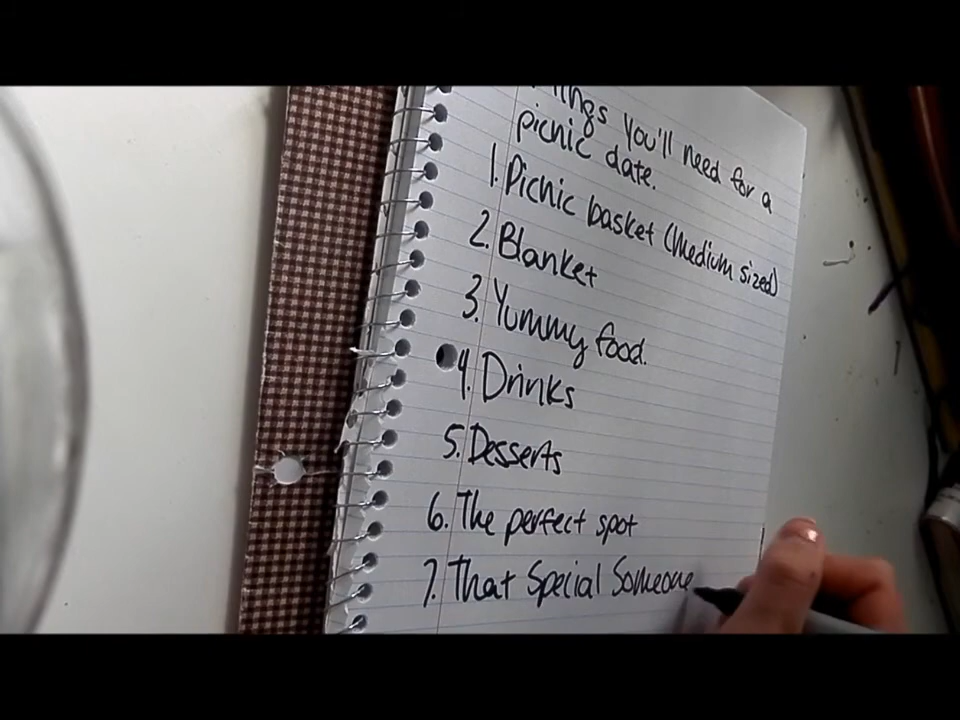 Things you'll need for a
picnic date.
1. Picnic basket (Medium sized)
2. Blanket
3. Yummy food.
4. Drinks
5. Desserts
6. The perfect spot
7. That Special Someone